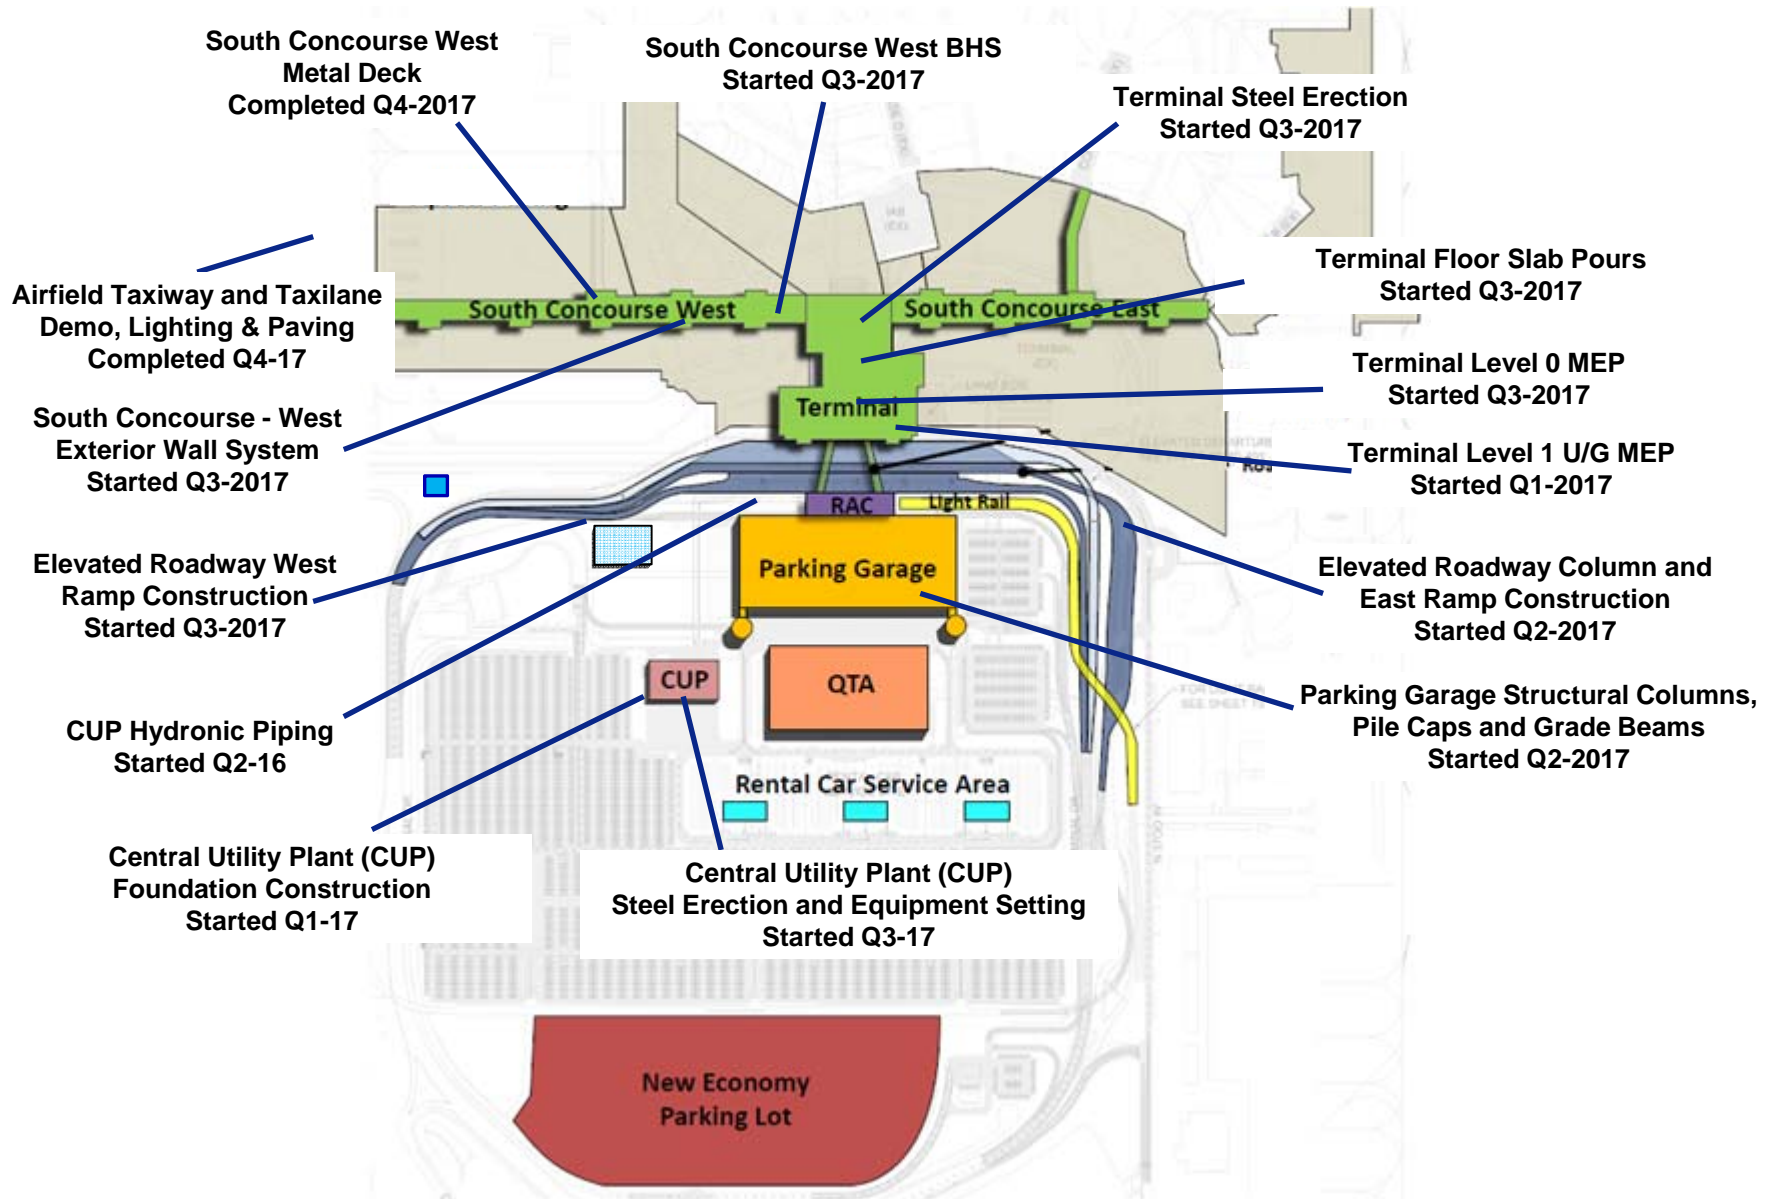 South Concourse West
Metal Deck
Completed Q4-2017
South Concourse West BHS
Started Q3-2017
Terminal Steel Erection
Started Q3-2017
Airfield Taxiway and Taxilane
Demo, Lighting & Paving
Completed Q4-17
South Concourse West
South Concourse East
Terminal Floor Slab Pours
Started Q3-2017
Terminal Level 0 MEP
Started Q3-2017
South Concourse - West
Exterior Wall System
Started Q3-2017
Terminal
Terminal Level 1 U/G MEP
Started Q1-2017
RAC
Light Rail
Elevated Roadway West
Ramp Construction
Started Q3-2017
Parking Garage
Elevated Roadway Column and
East Ramp Construction
Started Q2-2017
CUP
QTA
Parking Garage Structural Columns,
Pile Caps and Grade Beams
Started Q2-2017
CUP Hydronic Piping
Started Q2-16
Rental Car Service Area
Central Utility Plant (CUP)
Foundation Construction
Started Q1-17
Central Utility Plant (CUP)
Steel Erection and Equipment Setting
Started Q3-17
New Economy
Parking Lot